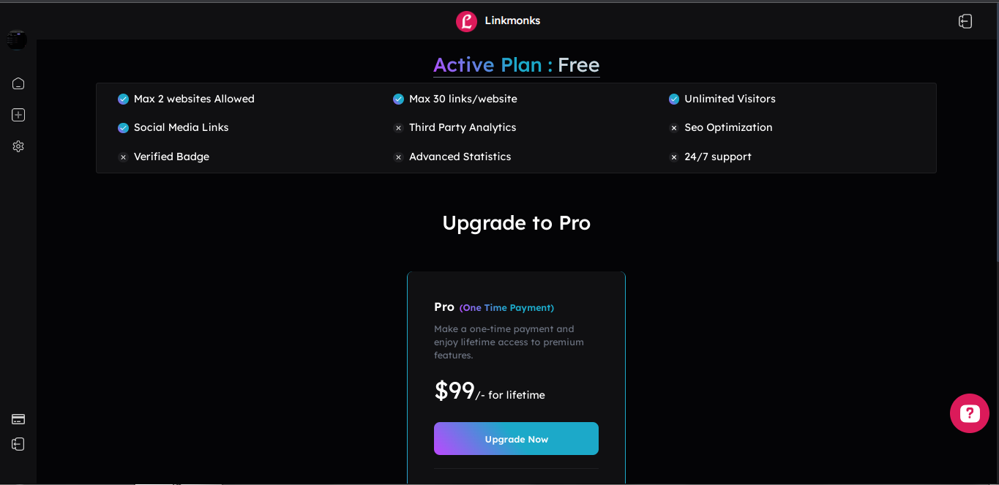 Linkmonks
Active Plan : Free
Max 2 websites Allowed
Max 30 links/website
Unlimited Visitors
Social Media Links
Third Party Analytics
Seo Optimization
Verified Badge
Advanced Statistics
24/7 support
Upgrade to Pro
Pro (One Time Payment)
Make a one-time payment and
enjoy lifetime access to premium
features.
$99/- for lifetime
Upgrade Now
?